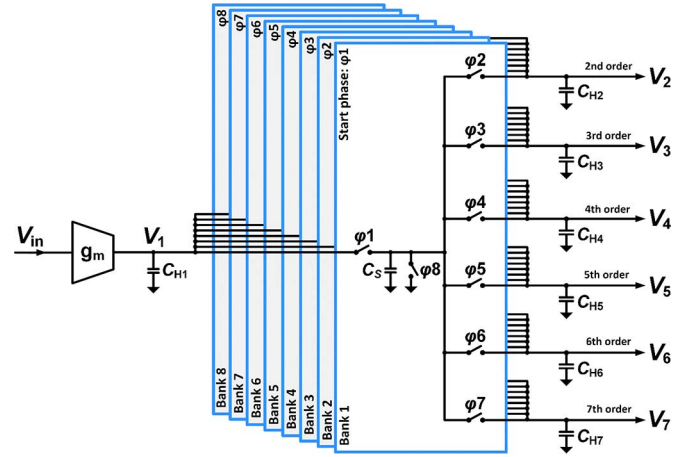 φ8
φ7
φ6
φ5
φ4
φ3
φ2
Start phase: φ1
Bank 8
Bank 7
Bank 6
Bank 5
Bank 4
Bank 3
Bank 2
Bank 1
Vin
gm
V1
CH1
φ1
CS
φ8
φ2
2nd order
V2
CH2
φ3
3rd order
V3
CH3
φ4
4th order
V4
CH4
φ5
5th order
V5
CH5
φ6
6th order
V6
CH6
φ7
7th order
V7
CH7